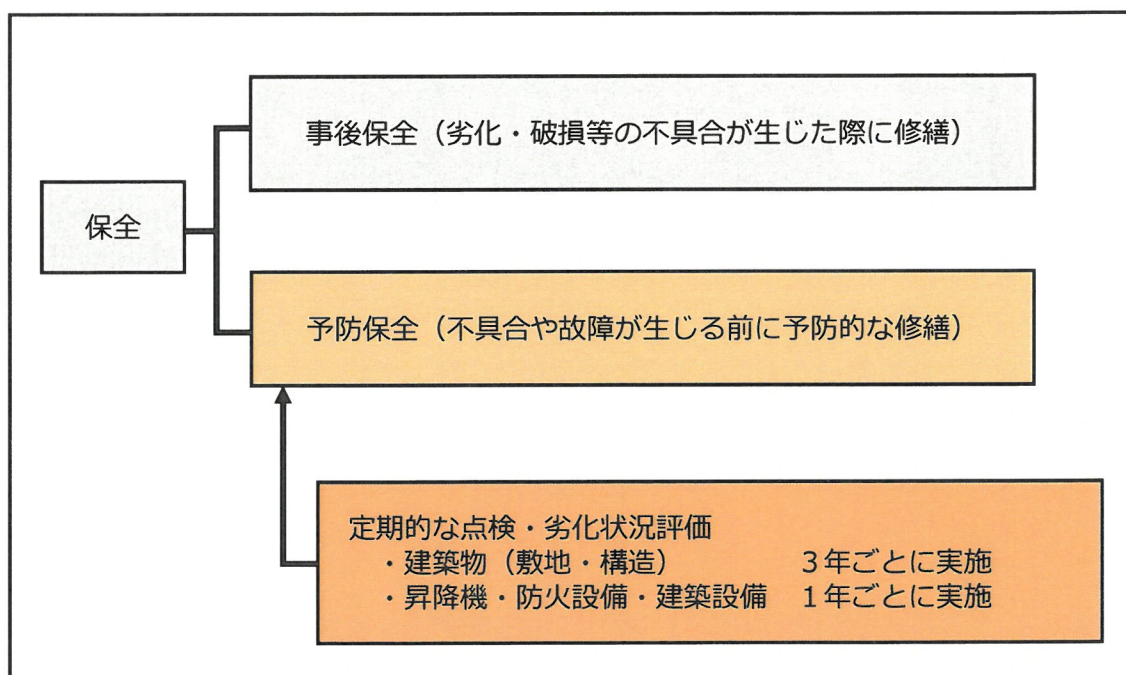 事後保全（劣化・破損等の不具合が生じた際に修繕）
保全
予防保全（不具合や故障が生じる前に予防的な修繕）
定期的な点検・劣化状況評価
・建築物（敷地・構造）　３年ごとに実施
・昇降機・防火設備・建築設備　１年ごとに実施